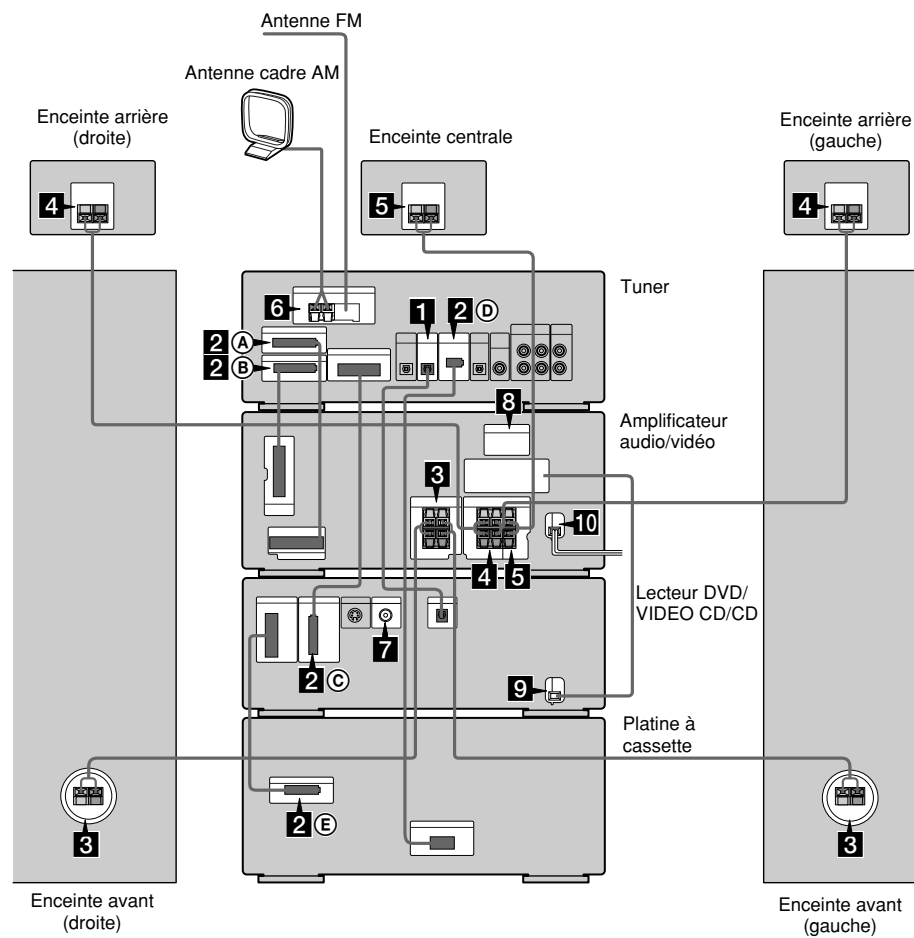 Antenne FM
Antenne cadre AM
Enceinte arrière
(droite)
Enceinte centrale
Enceinte arrière
(gauche)
4
5
4
Tuner
6
1
2 D
2 A
2 B
8
Amplificateur
audio/vidéo
3
10
4
5
Lecteur DVD/
VIDEO CD/CD
7
2 C
9
Platine à
cassette
3
2 E
3
Enceinte avant
(droite)
Enceinte avant
(gauche)